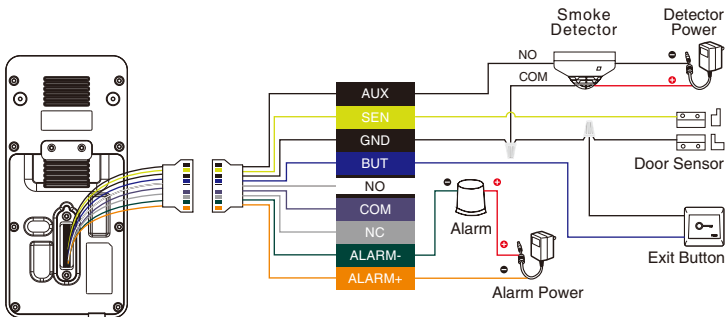 Smoke
Detector
Detector
Power
NO
COM
AUX
SEN
GND
BUT
NO
COM
NC
ALARM-
ALARM+
Door Sensor
Alarm
Exit Button
Alarm Power